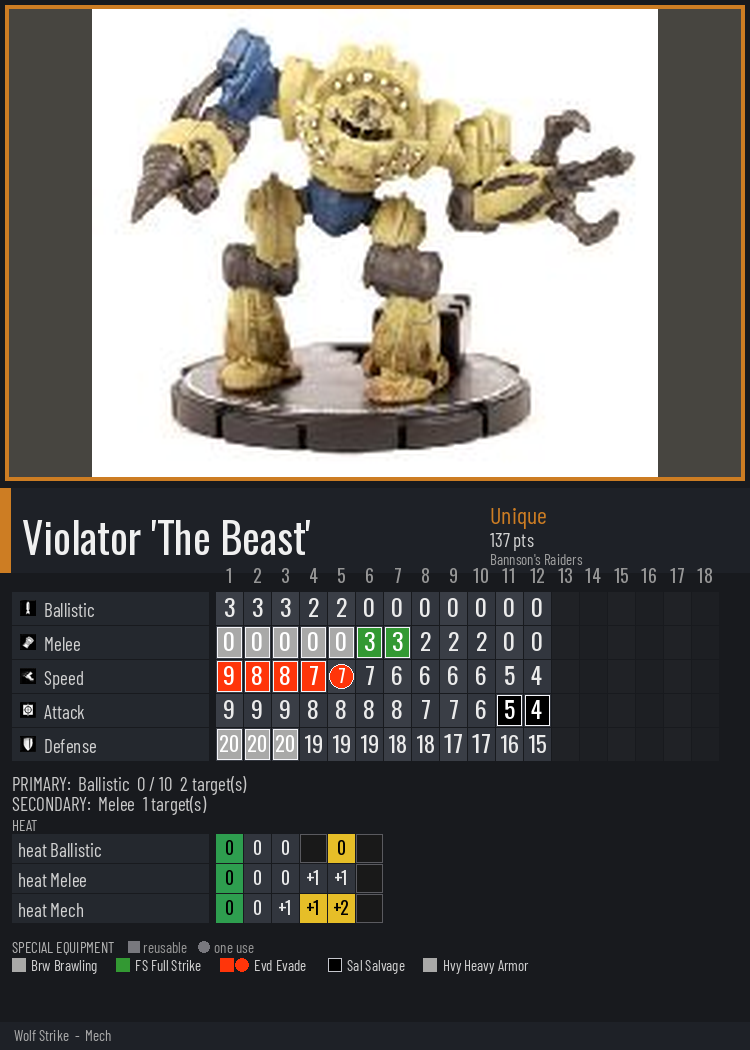 Violator 'The Beast'
Unique
137 pts
Bannson's Raiders
1 2 3 4 5 6 7 8 9 10 11 12 13 14 15 16 17 18
Ballistic 3 3 3 2 2 0 0 0 0 0 0 0
Melee 0 0 0 0 0 3 3 2 2 2 0 0
Speed 9 8 8 7 7 7 6 6 6 6 5 4
Attack 9 9 9 8 8 8 8 7 7 6 5 4
Defense 20 20 20 19 19 19 18 18 17 17 16 15
PRIMARY: Ballistic 0 / 10 2 target(s)
SECONDARY: Melee 1 target(s)
HEAT
heat Ballistic 0 0 0 0
heat Melee 0 0 0 +1 +1
heat Mech 0 0 +1 +1 +2
SPECIAL EQUIPMENT reusable one use
Brw Brawling FS Full Strike Evd Evade Sal Salvage Hvy Heavy Armor
Wolf Strike - Mech